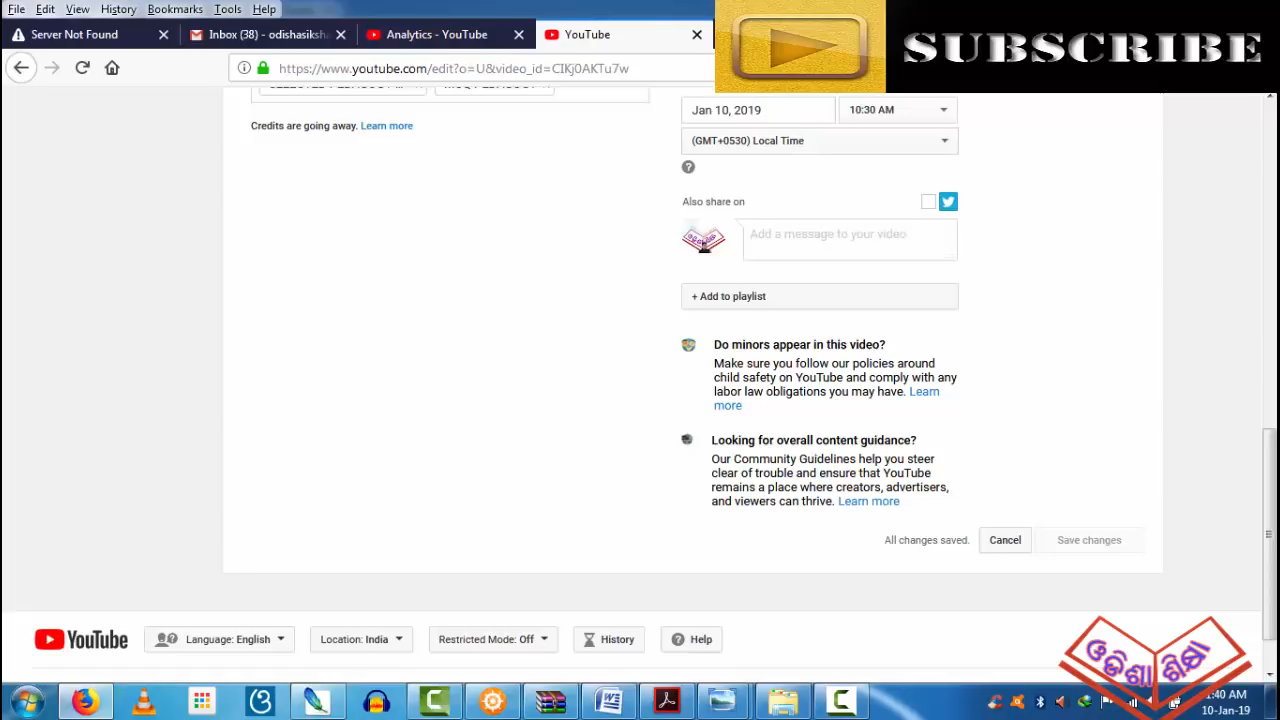 File Edit View History Bookmarks Tools Help
Server Not Found
Inbox (38) - odishasiksha
Analytics - YouTube
YouTube
SUBSCRIBE
https://www.youtube.com/edit?o=U&video_id=CIKj0AKTu7w
Jan 10, 2019
10:30 AM
Credits are going away. Learn more
(GMT+0530) Local Time
Also share on
Add a message to your video
+ Add to playlist
Do minors appear in this video?
Make sure you follow our policies around
child safety on YouTube and comply with any
labor law obligations you may have. Learn
more
Looking for overall content guidance?
Our Community Guidelines help you steer
clear of trouble and ensure that YouTube
remains a place where creators, advertisers,
and viewers can thrive. Learn more
All changes saved.
Cancel
Save changes
YouTube
Language: English
Location: India
Restricted Mode: Off
History
Help
ଓଡିଶା ଶିକ୍ଷା
:40 AM
10-Jan-19